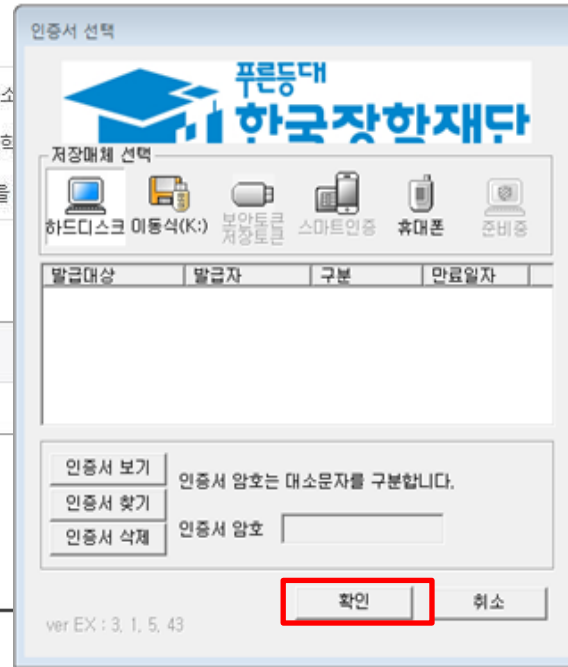 인증서 선택
푸른등대
한국장학재단
저장매체 선택
하드디스크 이동식(K:) 보안토큰 저장토큰 스마트인증 휴대폰 준비중
발급대상 발급자 구분 만료일자
인증서 보기
인증서 암호는 대소문자를 구분합니다.
인증서 찾기
인증서 삭제
인증서 암호
확인 취소
ver EX : 3, 1, 5, 43